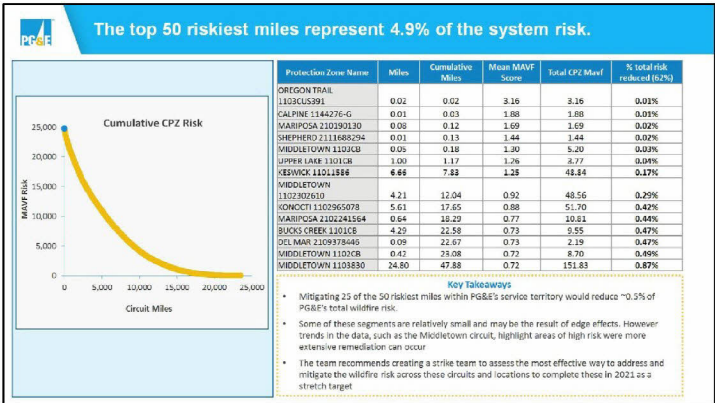 PG&E
The top 50 riskiest miles represent 4.9% of the system risk.
Cumulative CPZ Risk
MAVF Risk
25,000
20,000
15,000
10,000
5,000
0
0 5,000 10,000 15,000 20,000 25,000
Circuit Miles
Protection Zone Name Miles Cumulative Miles Mean MAVF Score Total CPZ Mavf % total risk reduced (62%)
OREGON TRAIL
1103CUS391 0.02 0.02 3.16 3.16 0.01%
CALPINE 1144276-G 0.01 0.03 1.88 1.88 0.01%
MARIPOSA 210190130 0.08 0.12 1.69 1.69 0.02%
SHEPHERD 2111688294 0.01 0.13 1.44 1.44 0.02%
MIDDLETOWN 1103CB 0.05 0.18 1.30 5.20 0.03%
UPPER LAKE 1101CB 1.00 1.17 1.26 3.77 0.04%
KESWICK 11011586 6.66 7.83 1.25 48.84 0.17%
MIDDLETOWN
1102302610 4.21 12.04 0.92 48.56 0.29%
KONOCTI 1102965078 5.61 17.65 0.88 51.70 0.42%
MARIPOSA 2102241564 0.64 18.29 0.77 10.81 0.44%
BUCKS CREEK 1101CB 4.29 22.58 0.73 9.55 0.47%
DEL MAR 2109378446 0.09 22.67 0.73 2.19 0.47%
MIDDLETOWN 1102CB 0.42 23.08 0.72 8.70 0.49%
MIDDLETOWN 1103830 24.80 47.88 0.72 151.83 0.87%
Key Takeaways
• Mitigating 25 of the 50 riskiest miles within PG&E's service territory would reduce ~0.5% of
PG&E's total wildfire risk.
• Some of these segments are relatively small and may be the result of edge effects. However
trends in the data, such as the Middletown circuit, highlight areas of high risk were more
extensive remediation can occur
• The team recommends creating a strike team to assess the most effective way to address and
mitigate the wildfire risk across these circuits and locations to complete these in 2021 as a
stretch target